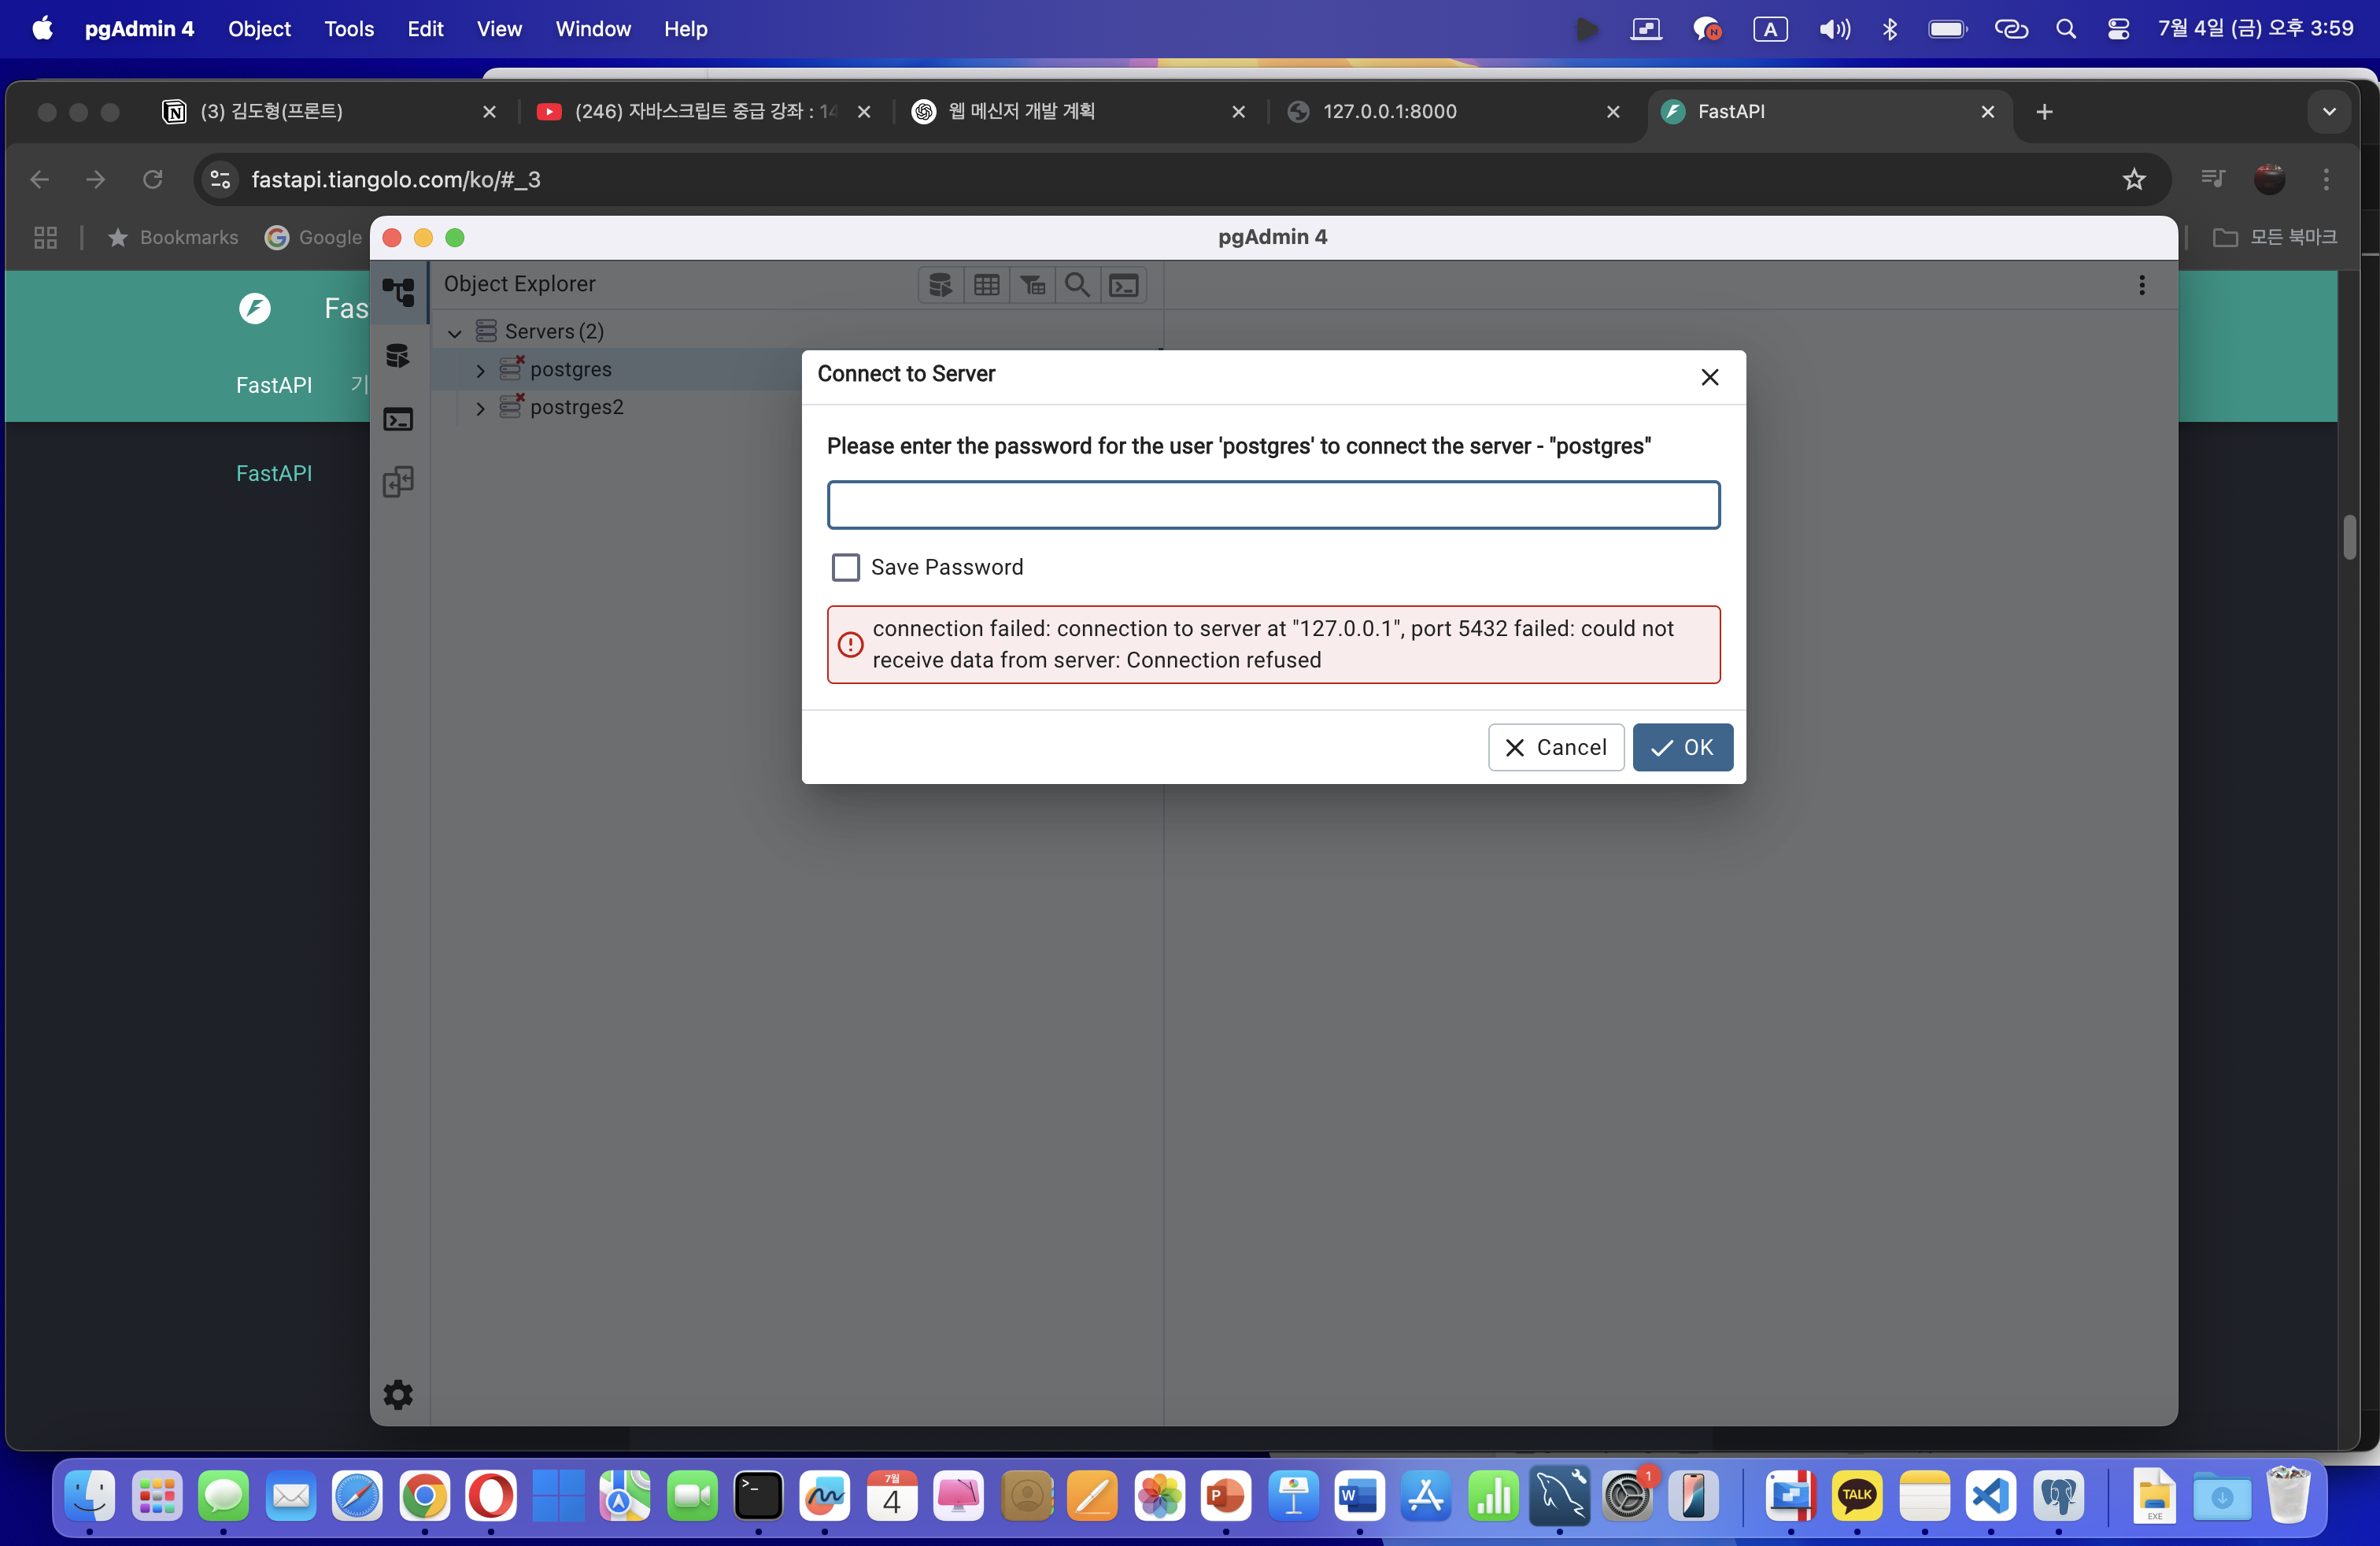 pgAdmin 4 Object Tools Edit View Window Help A 7월 4일 (금) 오후 3:59
(3) 김도형(프론트) (246) 자바스크립트 중급 강좌 : 14 웹 메신저 개발 계획 127.0.0.1:8000 FastAPI
fastapi.tiangolo.com/ko/#_3
Bookmarks Google 모든 북마크
pgAdmin 4
Object Explorer
Fas
Servers (2)
postgres
FastAPI 기
postrges2
FastAPI
Connect to Server
Please enter the password for the user 'postgres' to connect the server - "postgres"
Save Password
connection failed: connection to server at "127.0.0.1", port 5432 failed: could not
receive data from server: Connection refused
Cancel OK
7월
4
P
W
1
TALK
EXE